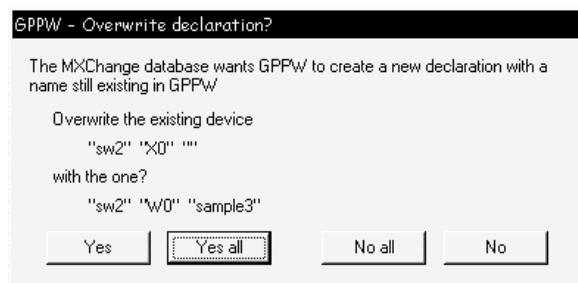 GPPW - Overwrite declaration?
The MXChange database wants GPPW to create a new declaration with a
name still existing in GPPW
Overwrite the existing device
"sw2" "X0" ""
with the one?
"sw2" "W0" "sample3"
Yes Yes all No all No